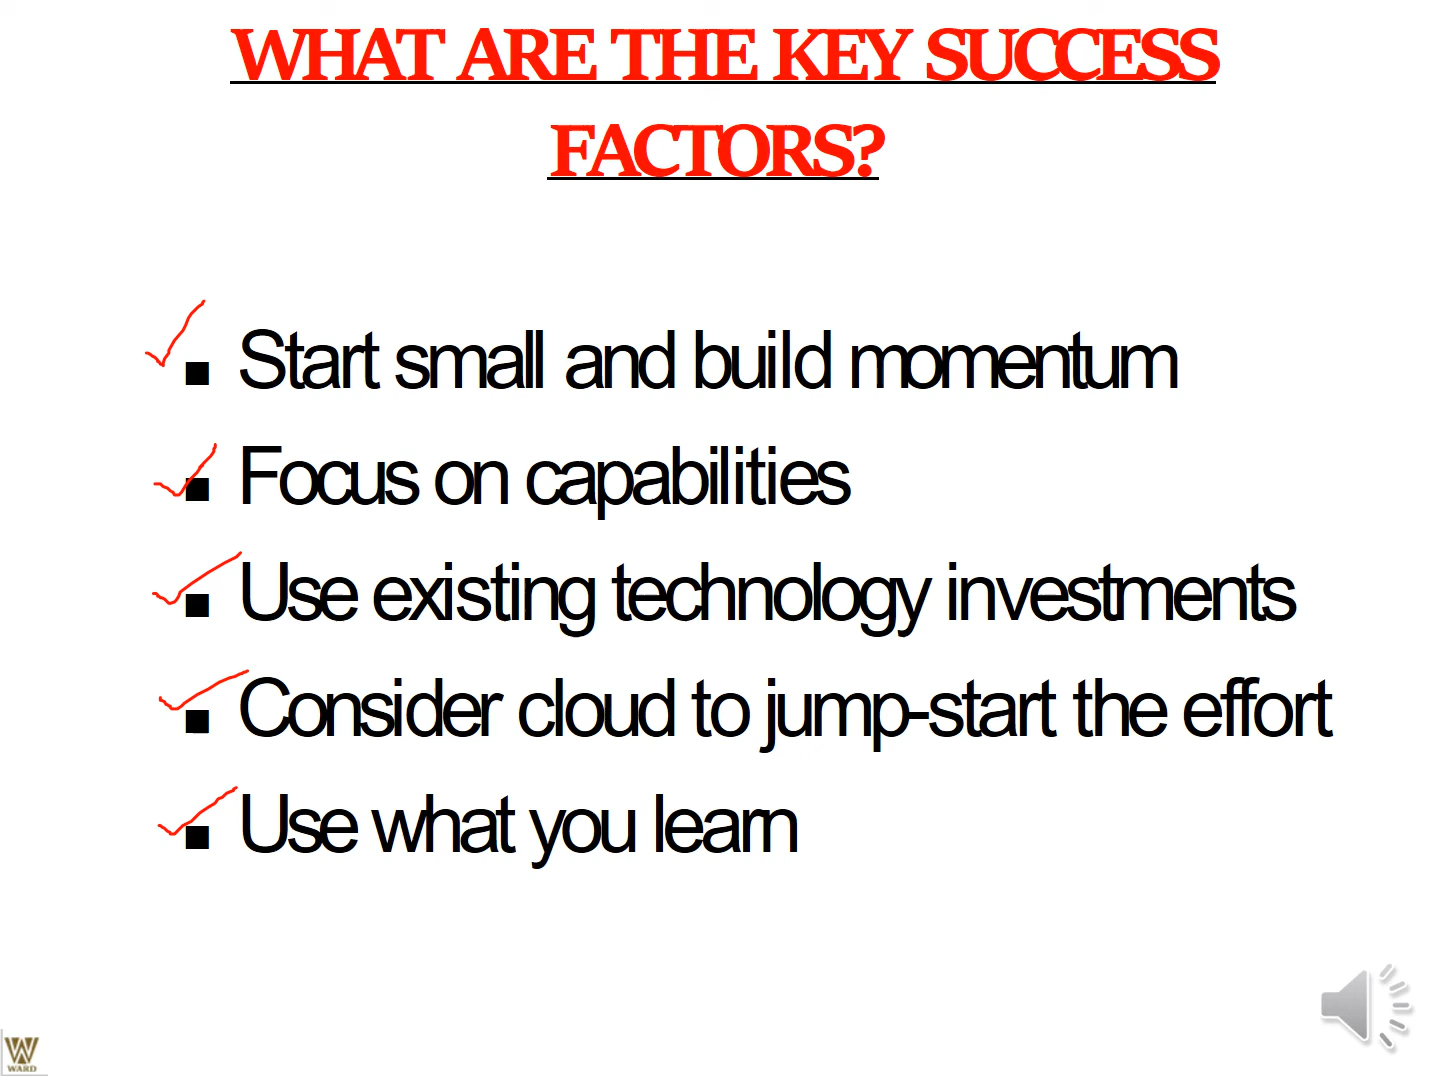 WHAT ARE THE KEY SUCCESS
FACTORS?
Start small and build momentum
Focus on capabilities
Use existing technology investments
Consider cloud to jump-start the effort
Use what you learn
WARD